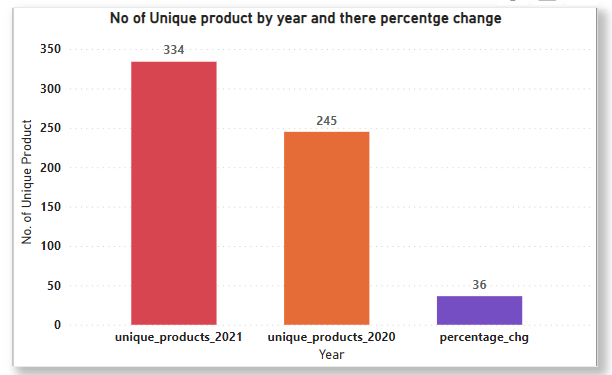 No of Unique product by year and there percentge change
No. of Unique Product
350
300
250
200
150
100
50
0
334
245
36
unique_products_2021
unique_products_2020
percentage_chg
Year